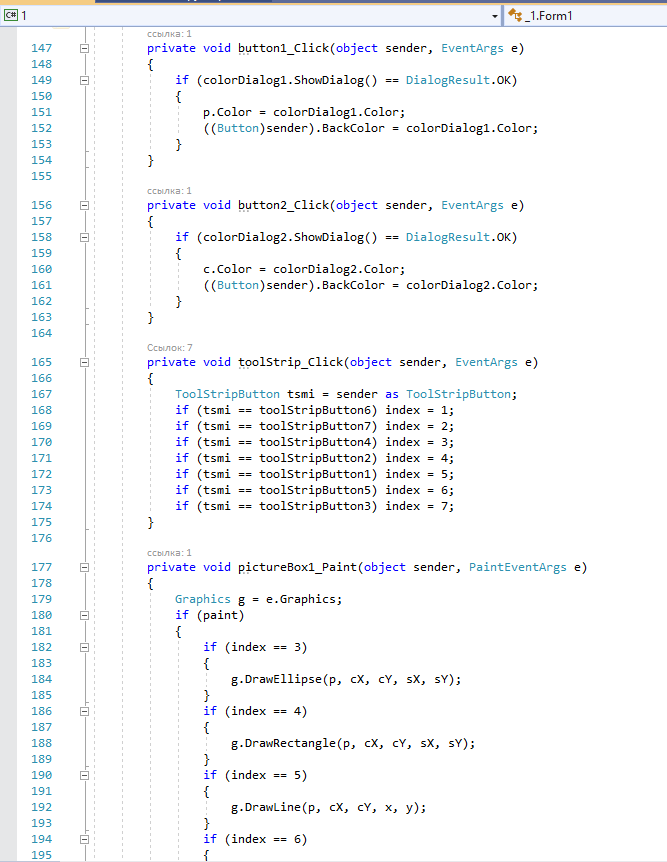 C# 1 _1.Form1
ссылка: 1
147 private void button1_Click(object sender, EventArgs e)
148 {
149 if (colorDialog1.ShowDialog() == DialogResult.OK)
150 {
151 p.Color = colorDialog1.Color;
152 ((Button)sender).BackColor = colorDialog1.Color;
153 }
154 }
155
ссылка: 1
156 private void button2_Click(object sender, EventArgs e)
157 {
158 if (colorDialog2.ShowDialog() == DialogResult.OK)
159 {
160 c.Color = colorDialog2.Color;
161 ((Button)sender).BackColor = colorDialog2.Color;
162 }
163 }
164
Ссылок: 7
165 private void toolStrip_Click(object sender, EventArgs e)
166 {
167 ToolStripButton tsmi = sender as ToolStripButton;
168 if (tsmi == toolStripButton6) index = 1;
169 if (tsmi == toolStripButton7) index = 2;
170 if (tsmi == toolStripButton4) index = 3;
171 if (tsmi == toolStripButton2) index = 4;
172 if (tsmi == toolStripButton1) index = 5;
173 if (tsmi == toolStripButton5) index = 6;
174 if (tsmi == toolStripButton3) index = 7;
175 }
176
ссылка: 1
177 private void pictureBox1_Paint(object sender, PaintEventArgs e)
178 {
179 Graphics g = e.Graphics;
180 if (paint)
181 {
182 if (index == 3)
183 {
184 g.DrawEllipse(p, cX, cY, sX, sY);
185 }
186 if (index == 4)
187 {
188 g.DrawRectangle(p, cX, cY, sX, sY);
189 }
190 if (index == 5)
191 {
192 g.DrawLine(p, cX, cY, x, y);
193 }
194 if (index == 6)
195 {